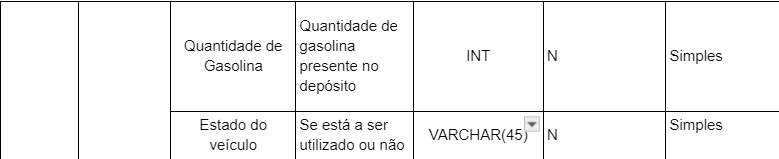 Quantidade de
Gasolina
Quantidade de
gasolina
presente no
depósito
INT
N
Simples
Estado do
veículo
Se está a ser
utilizado ou não
VARCHAR(45)
N
Simples